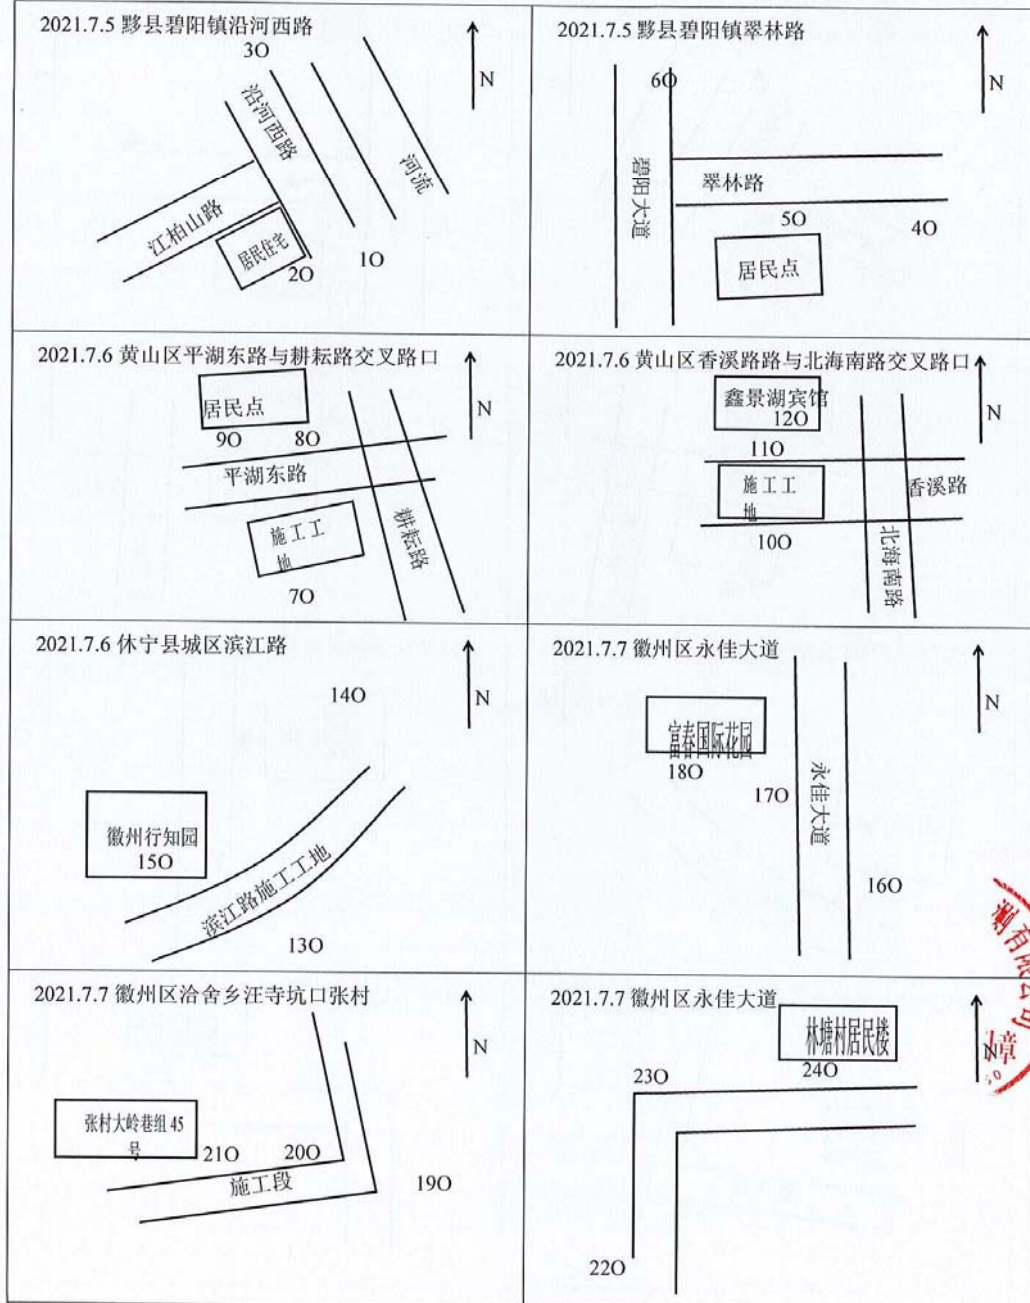 2021.7.5 黟县碧阳镇沿河西路
3O
N
沿河西路
河流
江柏山路
居民住宅
2O
1O
2021.7.5 黟县碧阳镇翠林路
6O
N
碧阳大道
翠林路
5O
4O
居民点
2021.7.6 黄山区平湖东路与耕耘路交叉路口
N
居民点
9O
8O
平湖东路
施工工
地
耕耘路
7O
2021.7.6 黄山区香溪路路与北海南路交叉路口
N
鑫景湖宾馆
12O
11O
施工工
地
香溪路
10O
北海南路
2021.7.6 休宁县城区滨江路
14O
N
徽州行知园
15O
滨江路施工工地
13O
2021.7.7 徽州区永佳大道
N
富春国际花园
18O
17O
永佳大道
16O
2021.7.7 徽州区洽舍乡汪寺坑口张村
N
张村大岭巷组 45
号
21O
20O
施工段
19O
2021.7.7 徽州区永佳大道
N
林塘村居民楼
23O
24O
22O
测有限公司
章